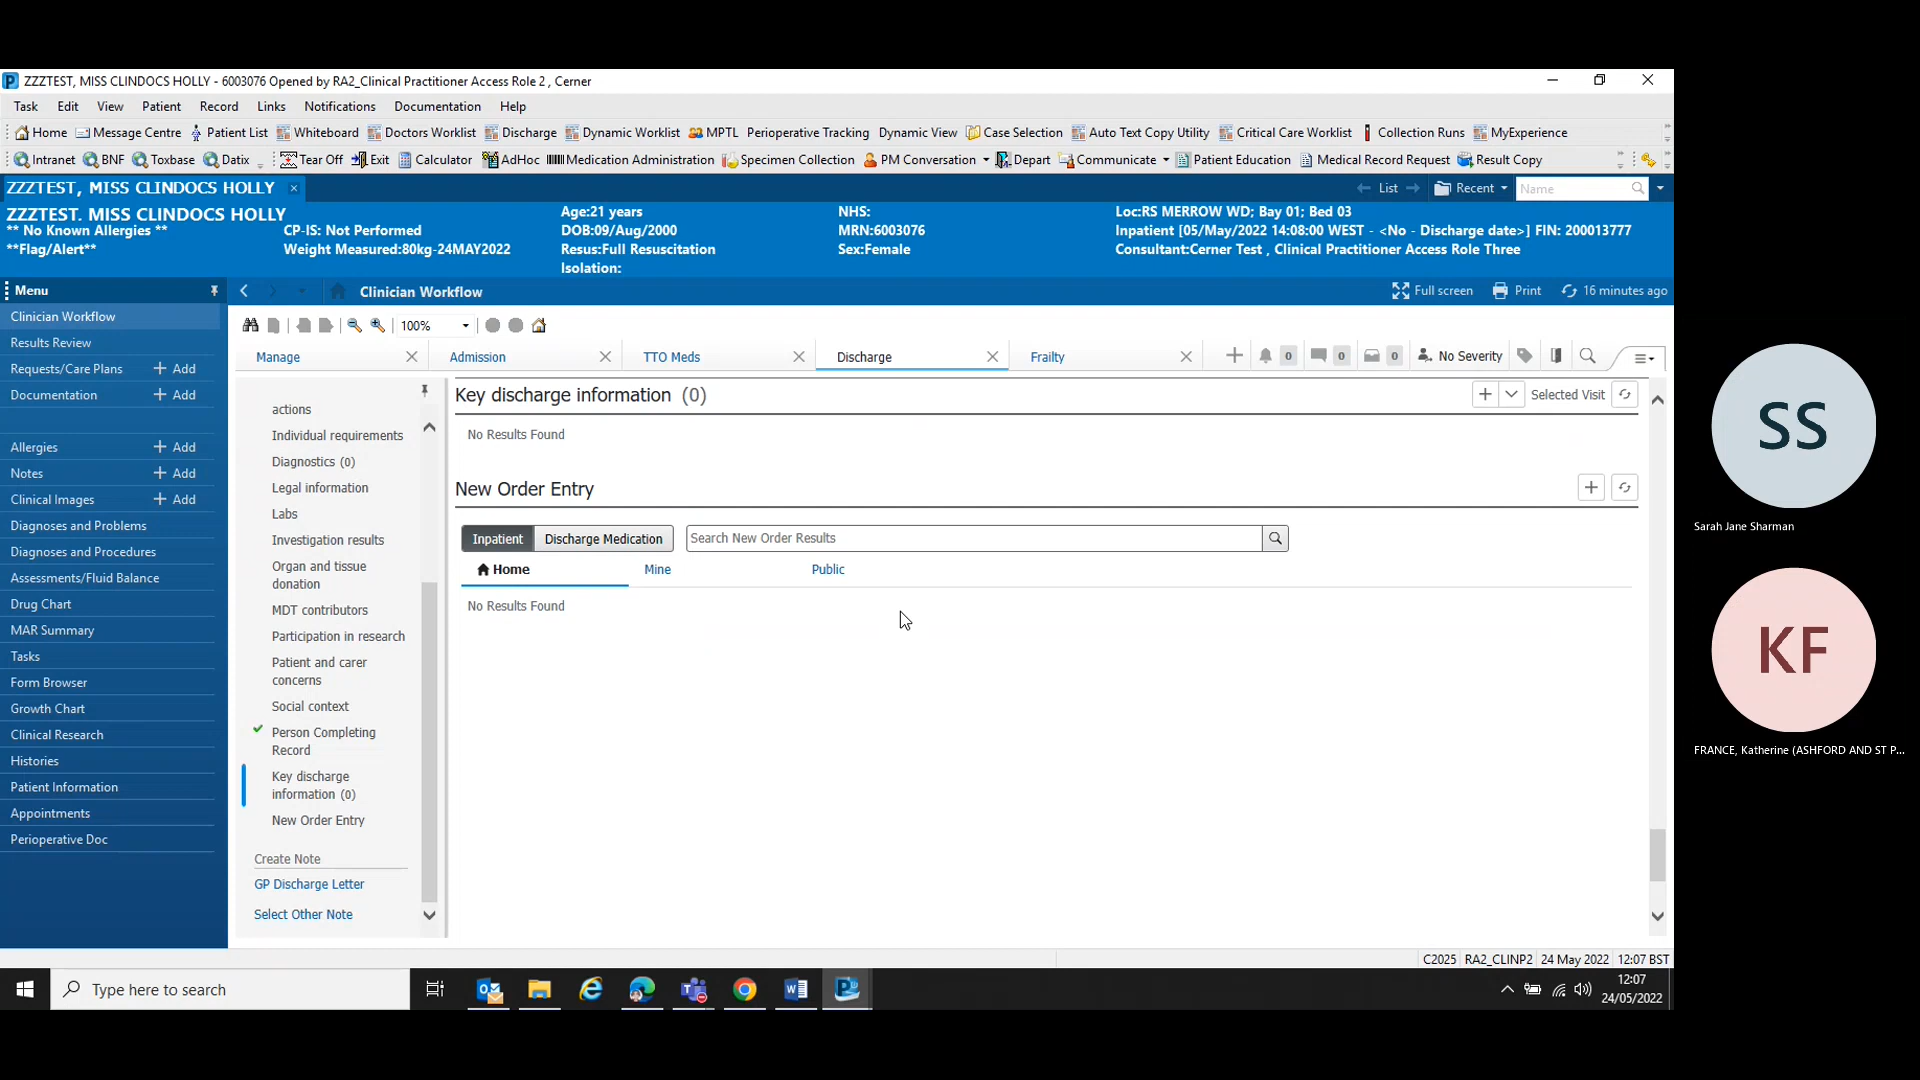 ZZZTEST, MISS CLINDOCS HOLLY - 6003076 Opened by RA2_Clinical Practitioner Access Role 2 , Cerner
Task Edit View Patient Record Links Notifications Documentation Help
Home Message Centre Patient List Whiteboard Doctors Worklist Discharge Dynamic Worklist MPTL Perioperative Tracking Dynamic View Case Selection Auto Text Copy Utility Critical Care Worklist Collection Runs MyExperience
Intranet BNF Toxbase Datix Tear Off Exit Calculator AdHoc Medication Administration Specimen Collection PM Conversation Depart Communicate Patient Education Medical Record Request Result Copy
ZZZTEST, MISS CLINDOCS HOLLY
List Recent Name
ZZZTEST. MISS CLINDOCS HOLLY
Age:21 years NHS: Loc:RS MERROW WD; Bay 01; Bed 03
** No Known Allergies ** CP-IS: Not Performed DOB:09/Aug/2000 MRN:6003076 Inpatient [05/May/2022 14:08:00 WEST - <No - Discharge date>] FIN: 200013777
**Flag/Alert** Weight Measured:80kg-24MAY2022 Resus:Full Resuscitation Sex:Female Consultant:Cerner Test , Clinical Practitioner Access Role Three
Isolation:
Menu
Clinician Workflow
Full screen Print 16 minutes ago
Clinician Workflow
Results Review
Requests/Care Plans + Add
Documentation + Add
Allergies + Add
Notes + Add
Clinical Images + Add
Diagnoses and Problems
Diagnoses and Procedures
Assessments/Fluid Balance
Drug Chart
MAR Summary
Tasks
Form Browser
Growth Chart
Clinical Research
Histories
Patient Information
Appointments
Perioperative Doc
100%
Manage Admission TTO Meds Discharge Frailty 0 0 0 No Severity
actions
Individual requirements
Diagnostics (0)
Legal information
Labs
Investigation results
Organ and tissue
donation
MDT contributors
Participation in research
Patient and carer
concerns
Social context
Person Completing
Record
Key discharge
information (0)
New Order Entry
Create Note
GP Discharge Letter
Select Other Note
Key discharge information (0)
Selected Visit
No Results Found
New Order Entry
Inpatient Discharge Medication Search New Order Results
Home Mine Public
No Results Found
C2025 RA2_CLINP2 24 May 2022 12:07 BST
Type here to search
12:07
24/05/2022
SS
Sarah Jane Sharman
KF
FRANCE, Katherine (ASHFORD AND ST P...